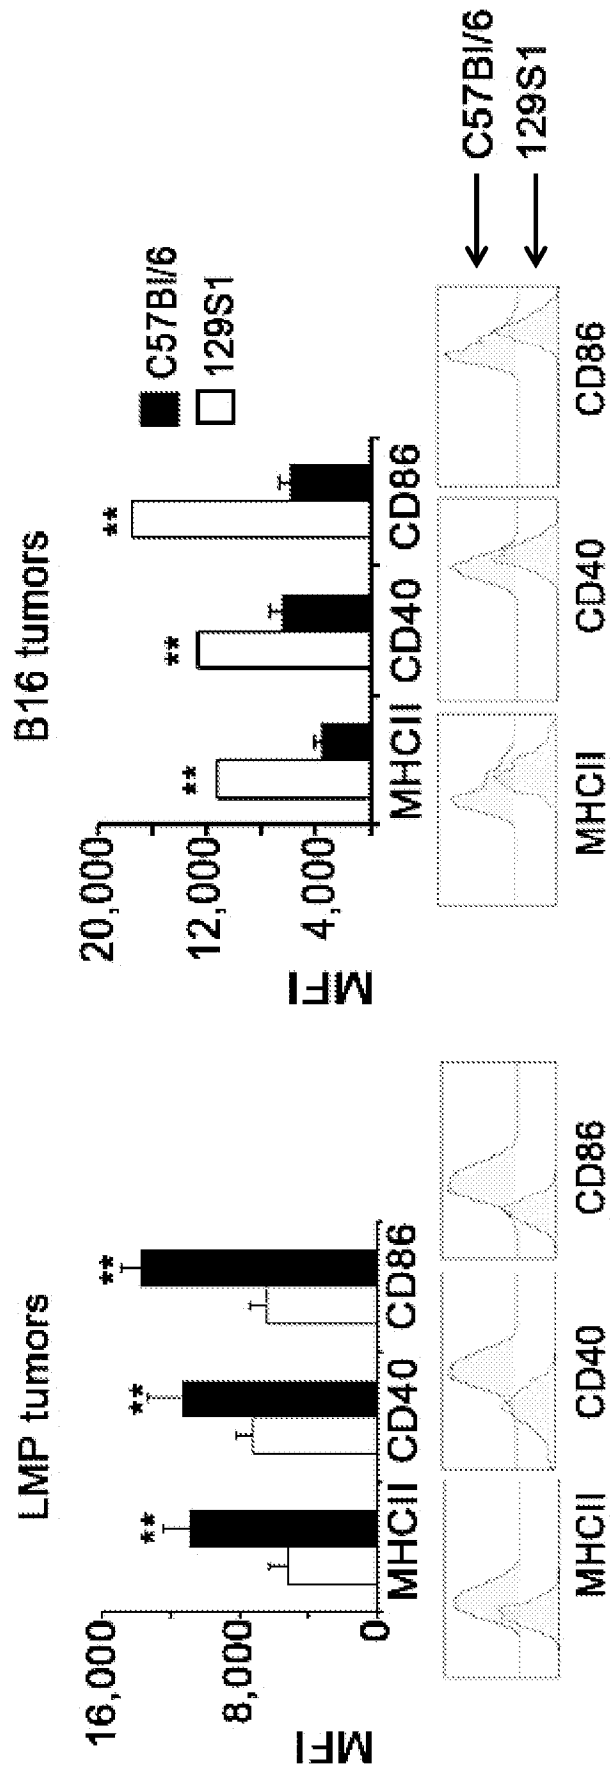 LMP tumors
16,000
8,000
0
MFI
** ** **
MHCII CD40 CD86
MHCII CD40 CD86
B16 tumors
20,000
12,000
4,000
MFI
** ** **
MHCII CD40 CD86
C57Bl/6
129S1
MHCII CD40 CD86
C57Bl/6
129S1